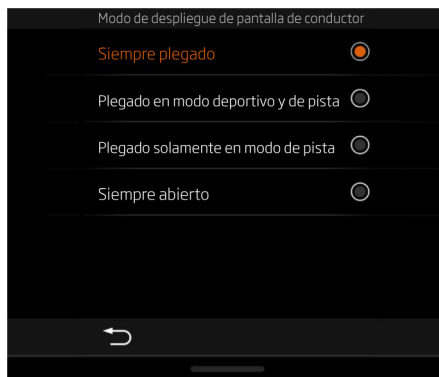 Modo de despliegue de pantalla de conductor
Siempre plegado
Plegado en modo deportivo y de pista
Plegado solamente en modo de pista
Siempre abierto